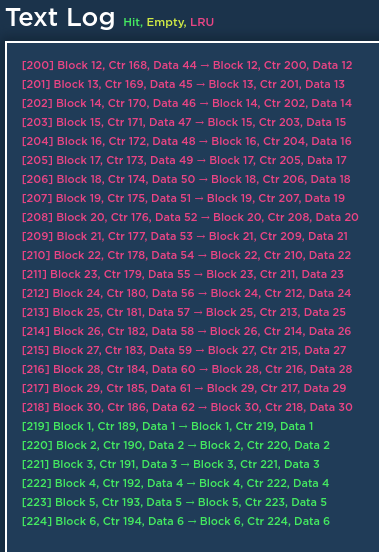 Text Log Hit, Empty, LRU
[200] Block 12, Ctr 168, Data 44 → Block 12, Ctr 200, Data 12
[201] Block 13, Ctr 169, Data 45 → Block 13, Ctr 201, Data 13
[202] Block 14, Ctr 170, Data 46 → Block 14, Ctr 202, Data 14
[203] Block 15, Ctr 171, Data 47 → Block 15, Ctr 203, Data 15
[204] Block 16, Ctr 172, Data 48 → Block 16, Ctr 204, Data 16
[205] Block 17, Ctr 173, Data 49 → Block 17, Ctr 205, Data 17
[206] Block 18, Ctr 174, Data 50 → Block 18, Ctr 206, Data 18
[207] Block 19, Ctr 175, Data 51 → Block 19, Ctr 207, Data 19
[208] Block 20, Ctr 176, Data 52 → Block 20, Ctr 208, Data 20
[209] Block 21, Ctr 177, Data 53 → Block 21, Ctr 209, Data 21
[210] Block 22, Ctr 178, Data 54 → Block 22, Ctr 210, Data 22
[211] Block 23, Ctr 179, Data 55 → Block 23, Ctr 211, Data 23
[212] Block 24, Ctr 180, Data 56 → Block 24, Ctr 212, Data 24
[213] Block 25, Ctr 181, Data 57 → Block 25, Ctr 213, Data 25
[214] Block 26, Ctr 182, Data 58 → Block 26, Ctr 214, Data 26
[215] Block 27, Ctr 183, Data 59 → Block 27, Ctr 215, Data 27
[216] Block 28, Ctr 184, Data 60 → Block 28, Ctr 216, Data 28
[217] Block 29, Ctr 185, Data 61 → Block 29, Ctr 217, Data 29
[218] Block 30, Ctr 186, Data 62 → Block 30, Ctr 218, Data 30
[219] Block 1, Ctr 189, Data 1 → Block 1, Ctr 219, Data 1
[220] Block 2, Ctr 190, Data 2 → Block 2, Ctr 220, Data 2
[221] Block 3, Ctr 191, Data 3 → Block 3, Ctr 221, Data 3
[222] Block 4, Ctr 192, Data 4 → Block 4, Ctr 222, Data 4
[223] Block 5, Ctr 193, Data 5 → Block 5, Ctr 223, Data 5
[224] Block 6, Ctr 194, Data 6 → Block 6, Ctr 224, Data 6